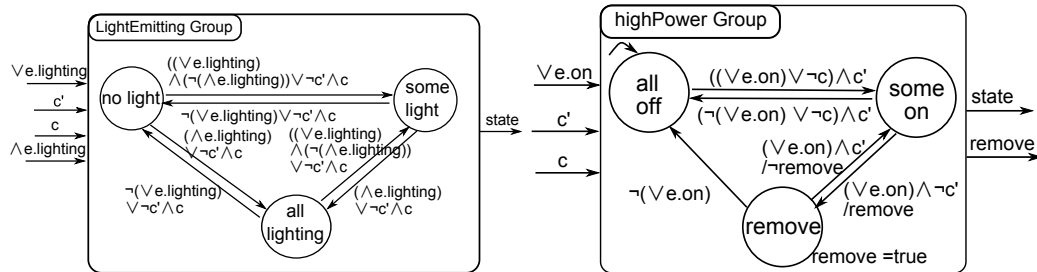 LightEmitting Group
∨e.lighting
c'
c
∧e.lighting
no light
some
light
all
lighting
((∨e.lighting)
∧(¬(∧e.lighting))∨¬c'∧c
¬(∨e.lighting)∨¬c'∧c
(∧e.lighting)
∨¬c'∧c
((∨e.lighting)
∧(¬(∧e.lighting))
∨¬c'∧c
¬(∨e.lighting)
∨¬c'∧c
(∧e.lighting)
∨¬c'∧c
state
highPower Group
∨e.on
c'
c
all
off
some
on
remove
((∨e.on)∨¬c)∧c'
(¬(∨e.on) ∨¬c)∧c'
(∨e.on)∧c'
/¬remove
¬(∨e.on)
(∨e.on)∧¬c'
/remove
remove =true
state
remove